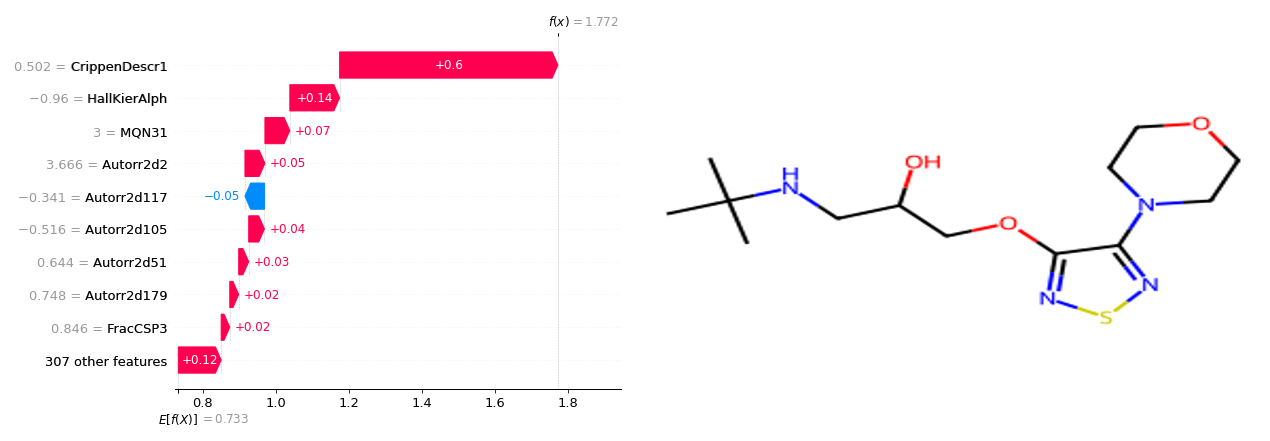 f(x) = 1.772
0.502 = CrippenDescr1
+0.6
−0.96 = HallKierAlph
+0.14
3 = MQN31
+0.07
3.666 = Autorr2d2
+0.05
−0.341 = Autorr2d117
−0.05
−0.516 = Autorr2d105
+0.04
0.644 = Autorr2d51
+0.03
0.748 = Autorr2d179
+0.02
0.846 = FracCSP3
+0.02
307 other features
+0.12
0.8 1.0 1.2 1.4 1.6 1.8
E[f(X)] = 0.733
H
N
OH
O
O
N
N
N
S